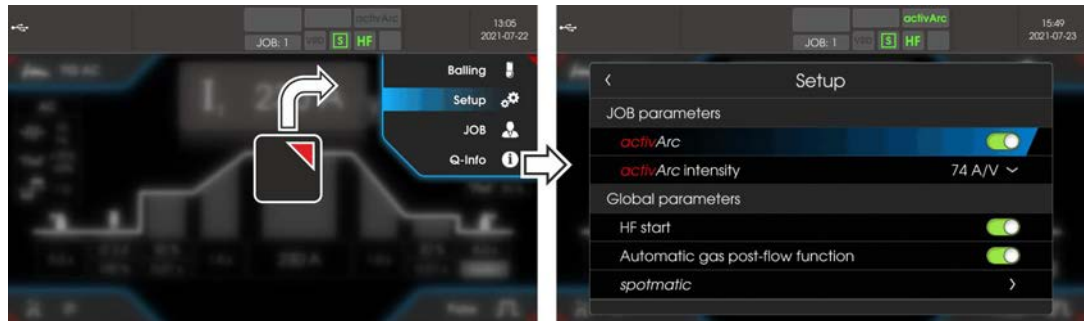 activArc
13:05
JOB: 1 VRD S HF
2021-07-22
Balling
Setup
JOB
Q-Info
activArc
15:49
JOB: 1 VRD S HF
2021-07-23
Setup
JOB parameters
activArc
activArc intensity 74 A/V
Global parameters
HF start
Automatic gas post-flow function
spotmatic